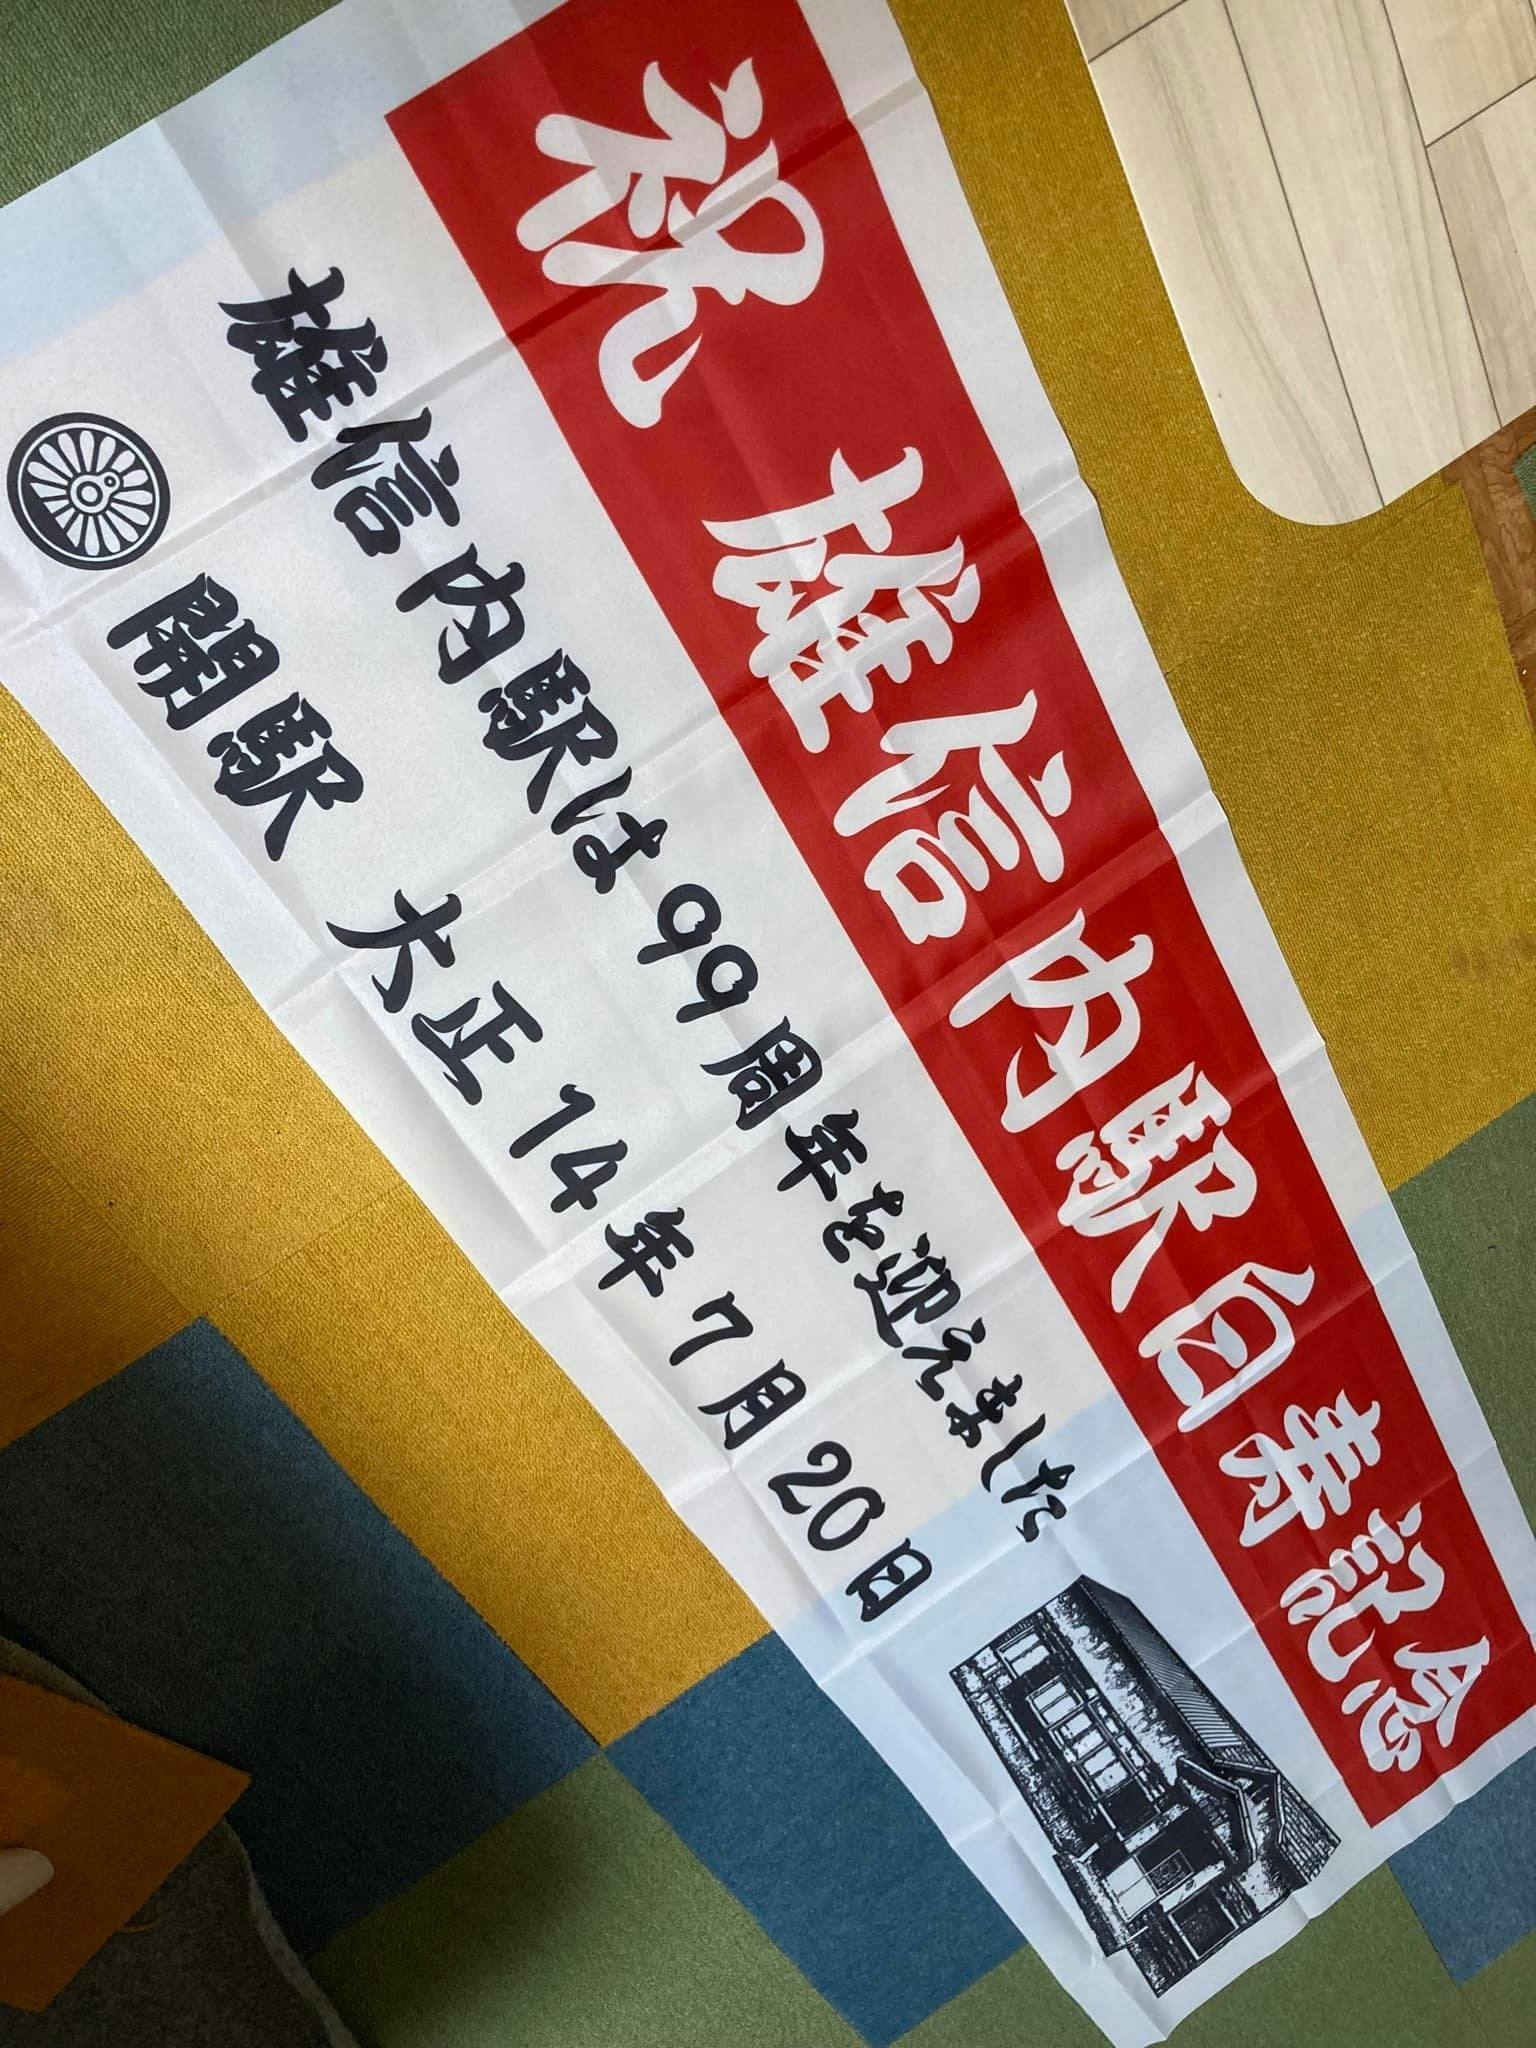 祝 雄信内駅白寿記念
雄信内駅は99周年を迎えました
開駅 大正14年7月20日